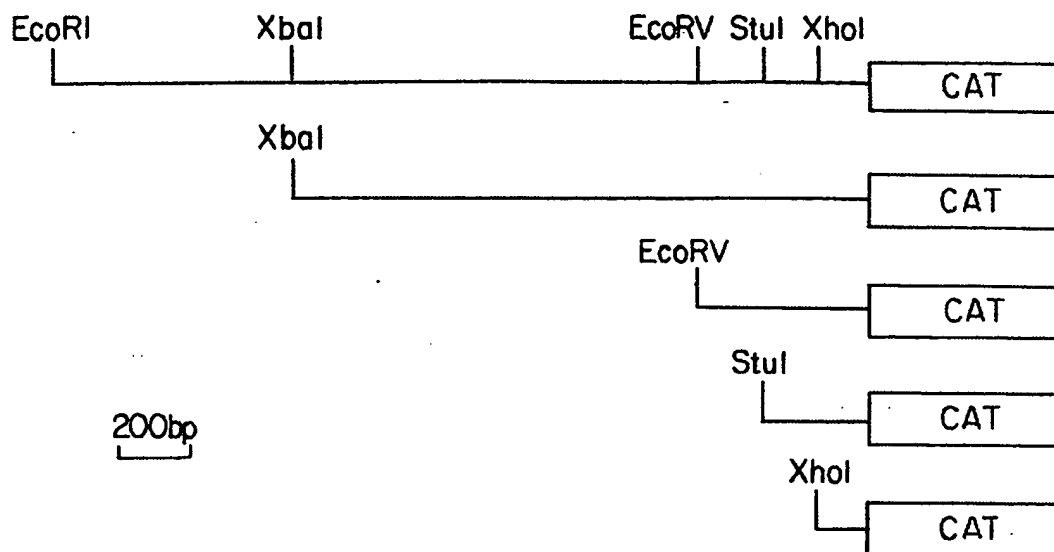 EcoRI XbaI EcoRV StuI XhoI
CAT
XbaI
CAT
EcoRV
CAT
StuI
CAT
200bp
XhoI
CAT